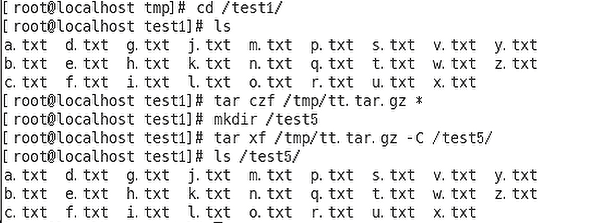 [ root@localhost tmp]# cd /test1/
[ root@localhost test1]# ls
a.txt d.txt g.txt j.txt m.txt p.txt s.txt v.txt y.txt
b.txt e.txt h.txt k.txt n.txt q.txt t.txt w.txt z.txt
c.txt f.txt i.txt l.txt o.txt r.txt u.txt x.txt
[ root@localhost test1]# tar czf /tmp/tt.tar.gz *
[ root@localhost test1]# mkdir /test5
[ root@localhost test1]# tar xf /tmp/tt.tar.gz -C /test5/
[ root@localhost test1]# ls /test5/
a.txt d.txt g.txt j.txt m.txt p.txt s.txt v.txt y.txt
b.txt e.txt h.txt k.txt n.txt q.txt t.txt w.txt z.txt
c.txt f.txt i.txt l.txt o.txt r.txt u.txt x.txt